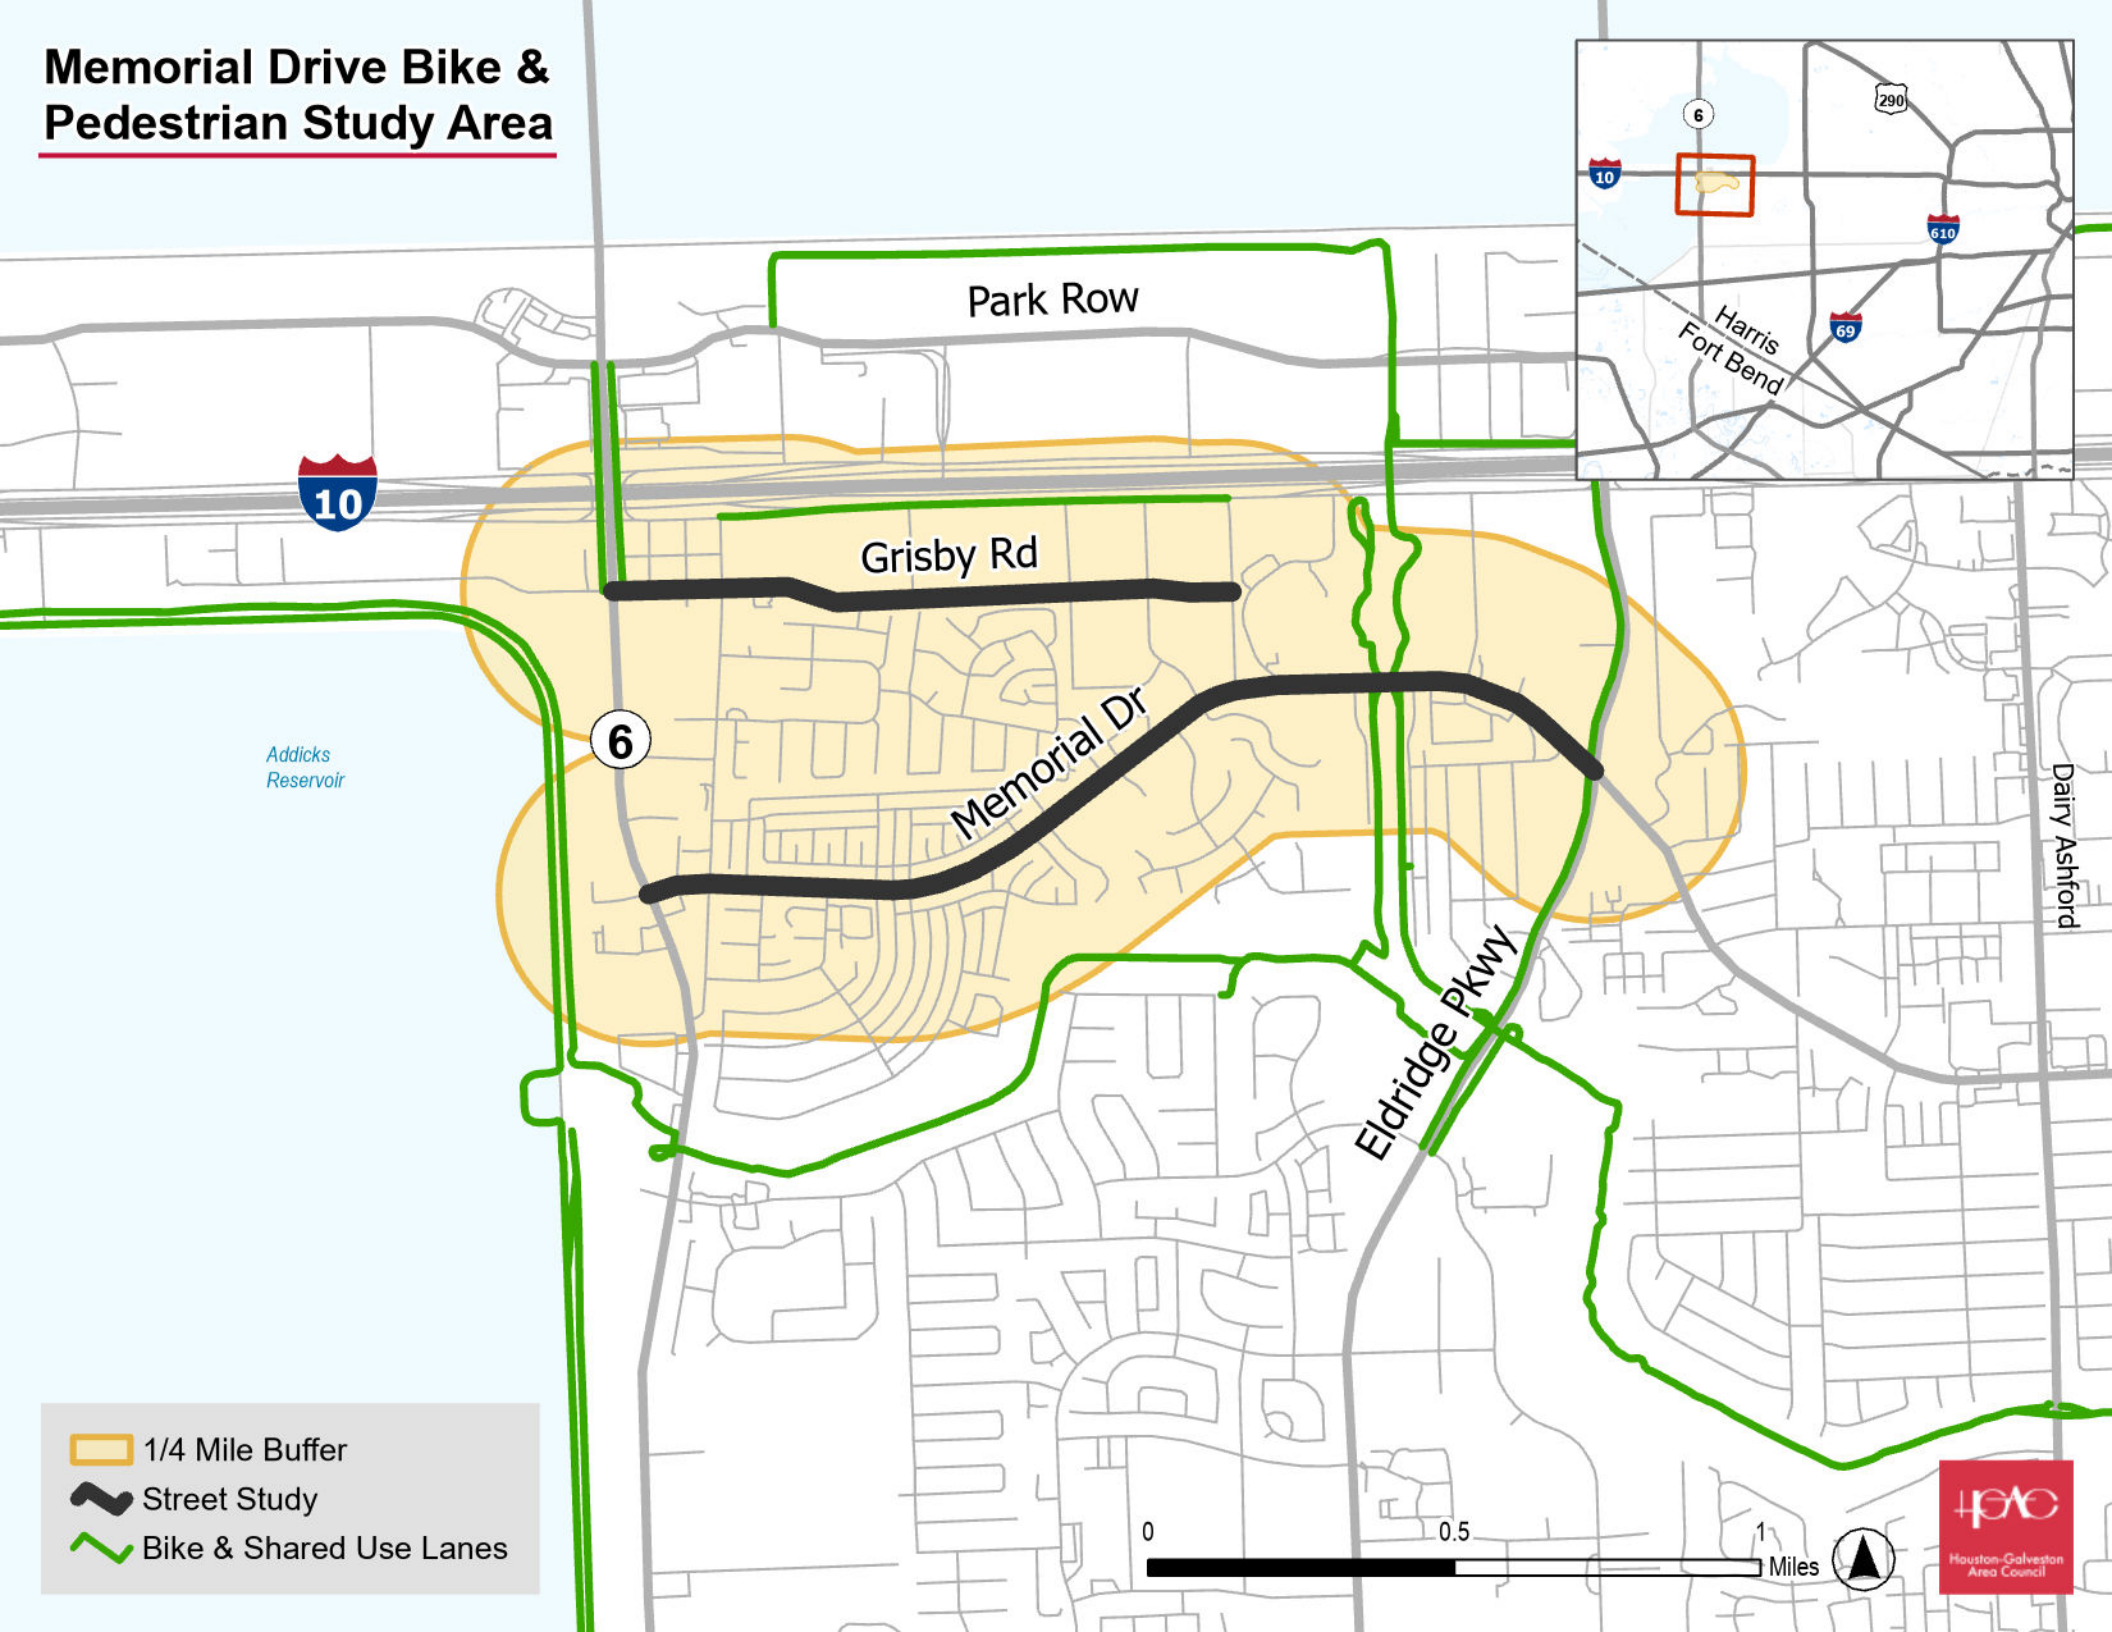 Memorial Drive Bike &
Pedestrian Study Area
290
6
10
610
69
Harris
Fort Bend
Park Row
10
Grisby Rd
6
Memorial Dr
Addicks
Reservoir
Dairy Ashford
Eldridge Pkwy
1/4 Mile Buffer
Street Study
Bike & Shared Use Lanes
0
0.5
1
Miles
HGAC
Houston-Galveston
Area Council